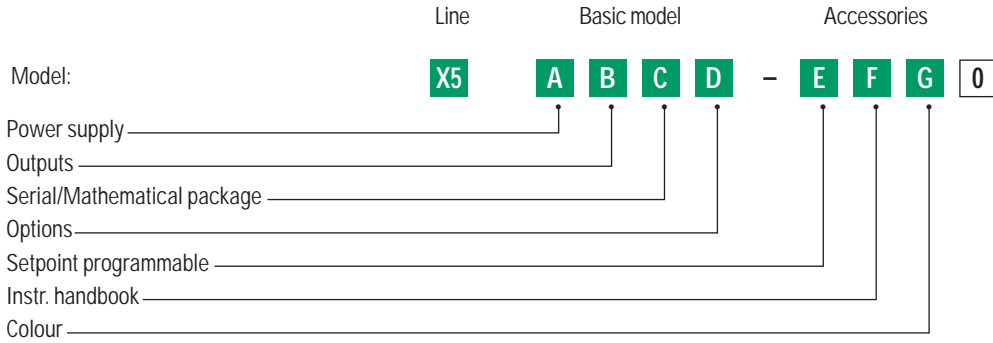 Line Basic model Accessories
Model: X5 A B C D – E F G 0
Power supply
Outputs
Serial/Mathematical package
Options
Setpoint programmable
Instr. handbook
Colour